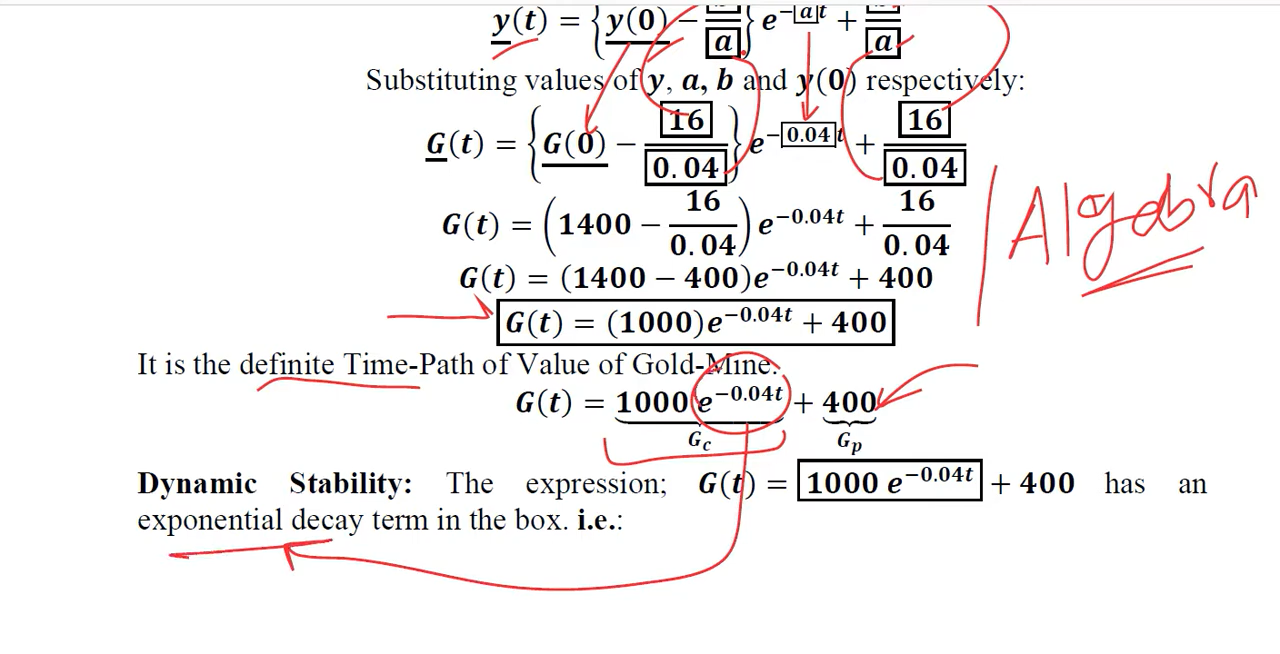 y(t) = {y(0) − b/a} e^−at + b/a
Substituting values of y, a, b and y(0) respectively:
G(t) = {G(0) − 16/0.04} e^−0.04t + 16/0.04
G(t) = (1400 − 16/0.04) e^−0.04t + 16/0.04
Algebra
G(t) = (1400 − 400)e^−0.04t + 400
G(t) = (1000)e^−0.04t + 400
It is the definite Time-Path of Value of Gold-Mine:
G(t) = 1000 e^−0.04t + 400
G_c G_p
Dynamic Stability: The expression; G(t) = 1000 e^−0.04t + 400 has an
exponential decay term in the box. i.e.: